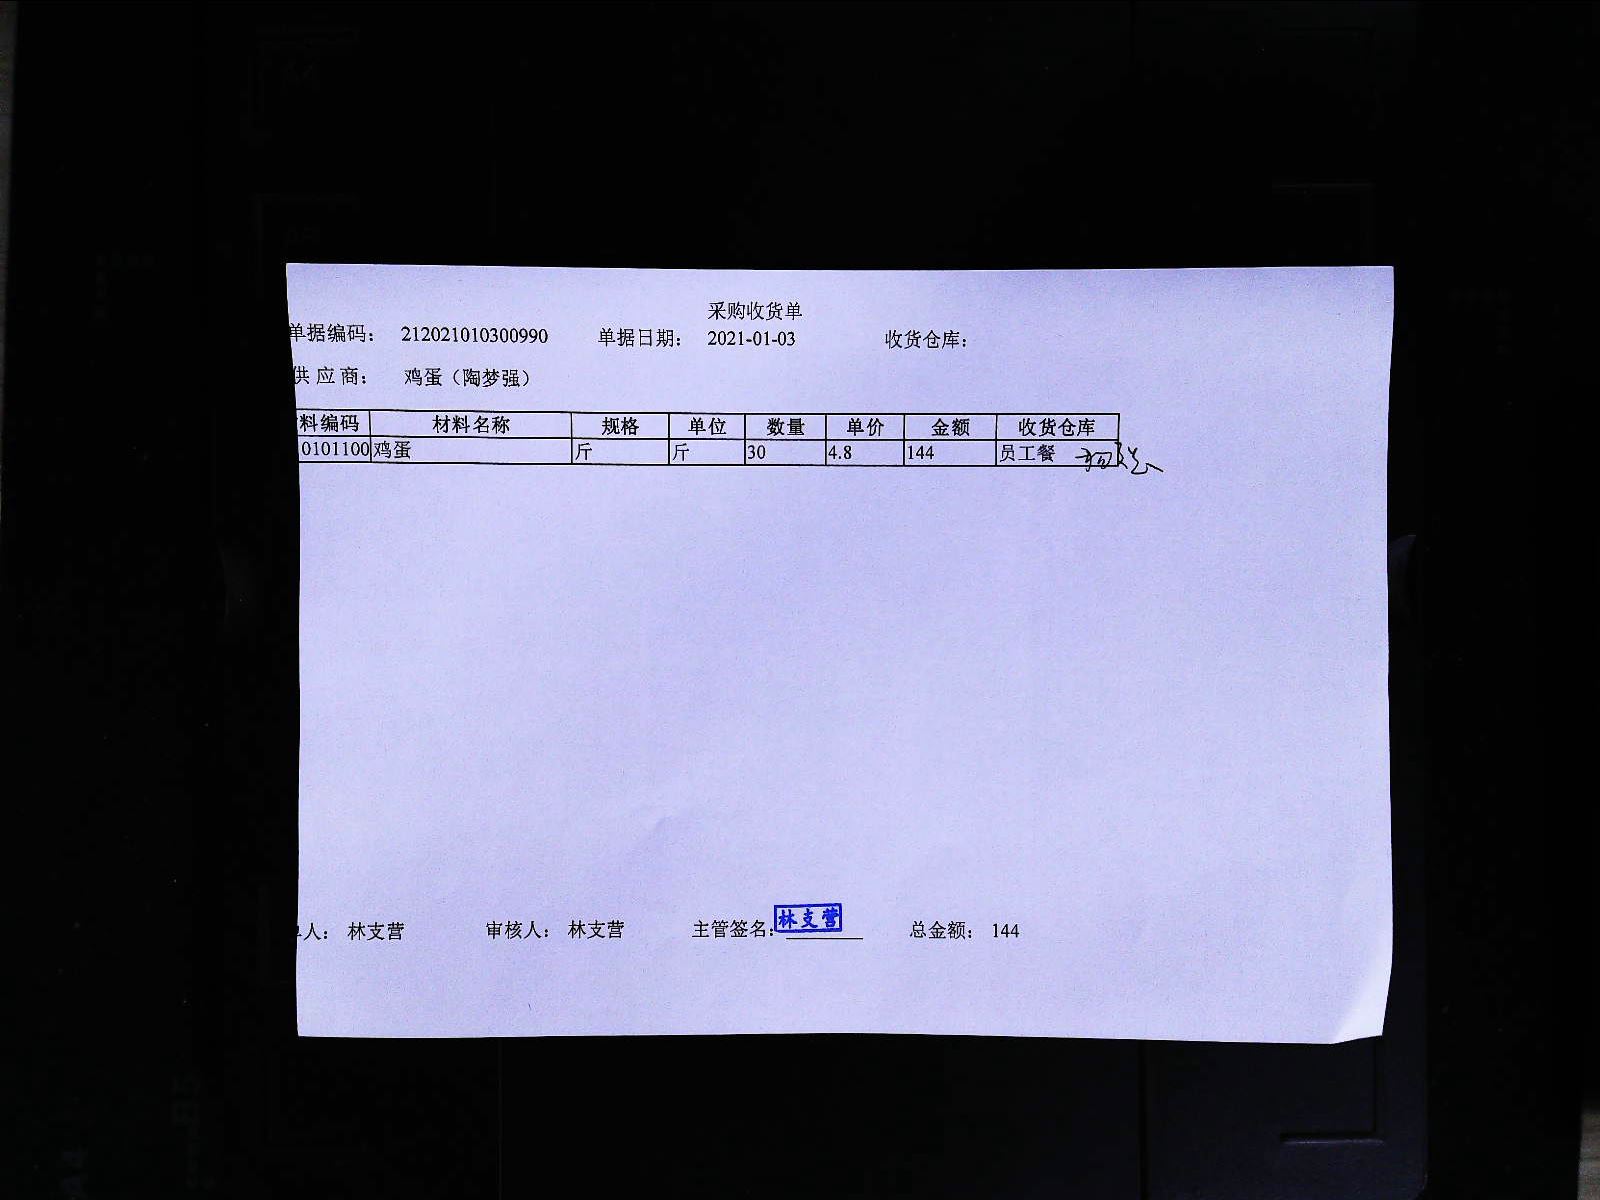 采购收货单
单据编码： 212021010300990 单据日期： 2021-01-03 收货仓库：
供 应 商： 鸡蛋（陶梦强）
料编码 材料名称 规格 单位 数量 单价 金额 收货仓库
0101100 鸡蛋 斤 斤 30 4.8 144 员工餐
人： 林支营 审核人： 林支营 主管签名： 林支营 总金额： 144